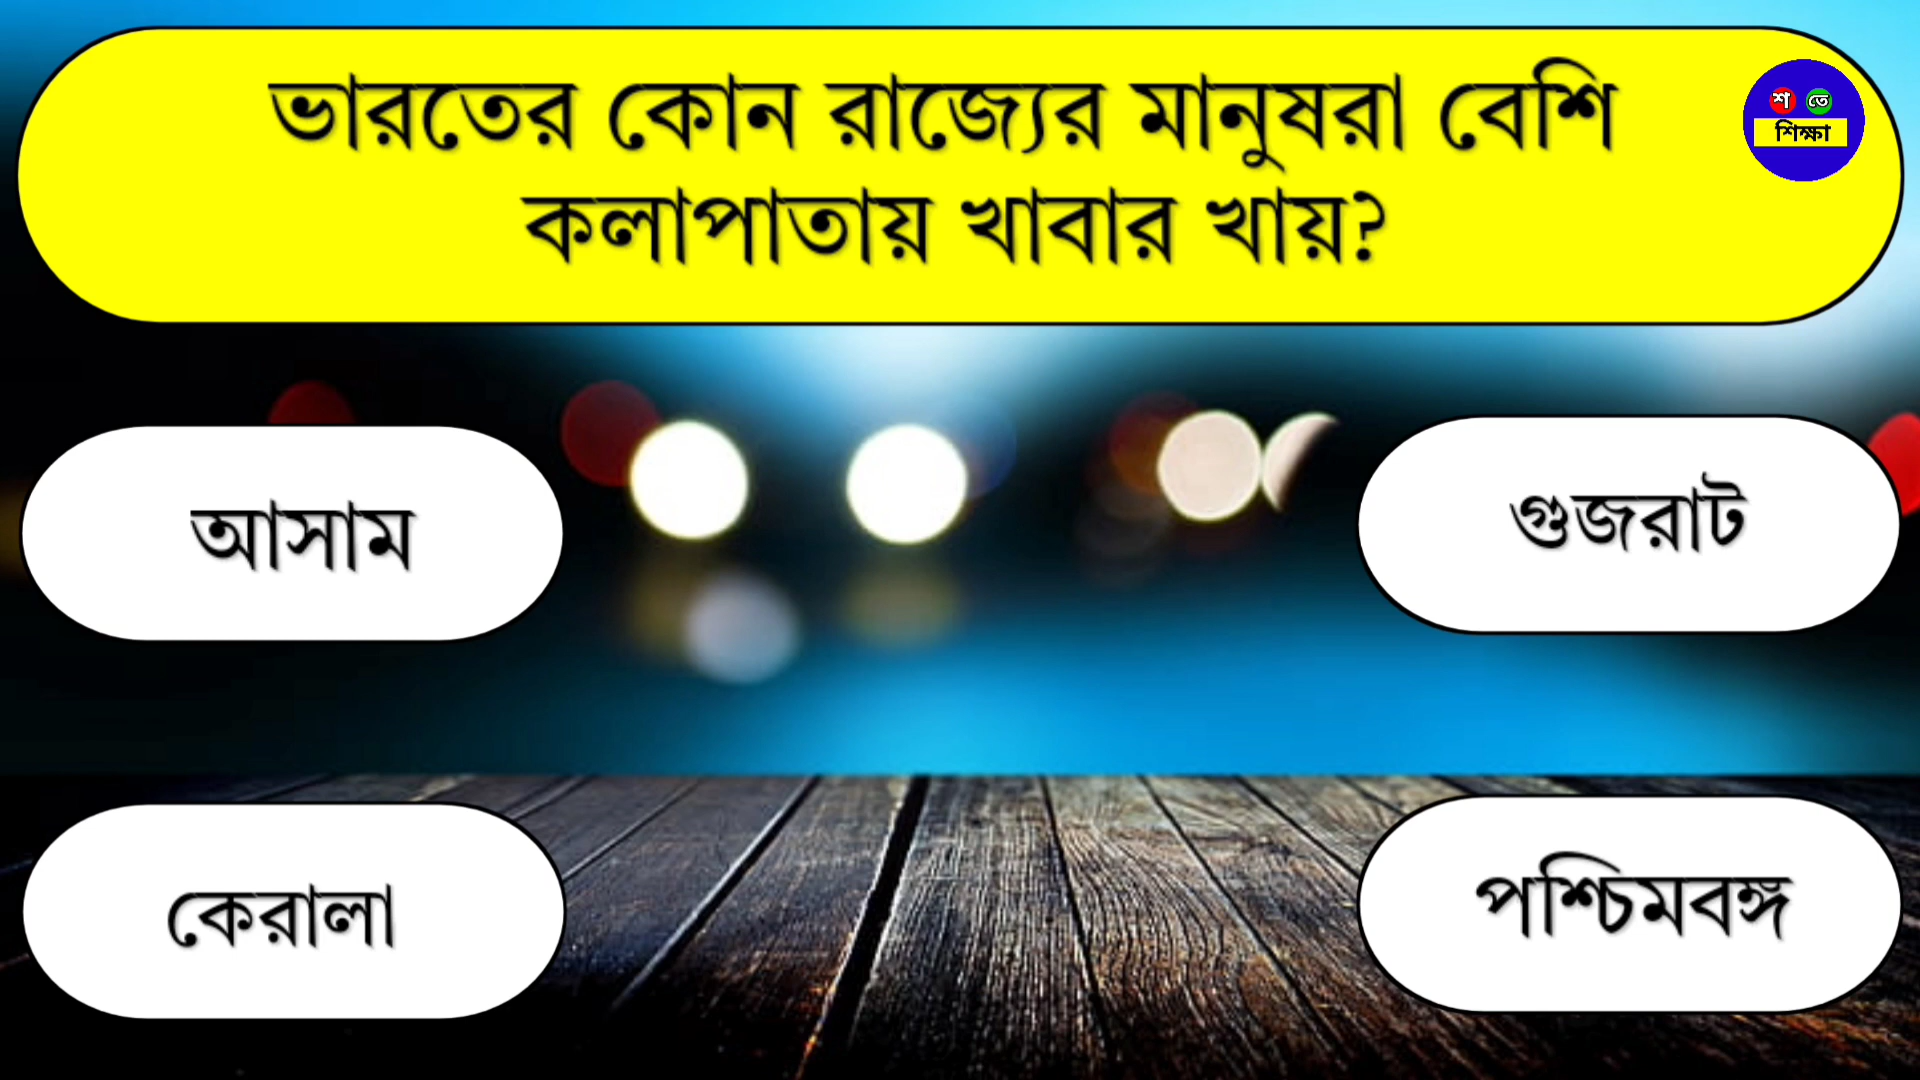 ভারতের কোন রাজ্যের মানুষরা বেশি
কলাপাতায় খাবার খায়?
শ তে
শিক্ষা
আসাম
গুজরাট
কেরালা
পশ্চিমবঙ্গ